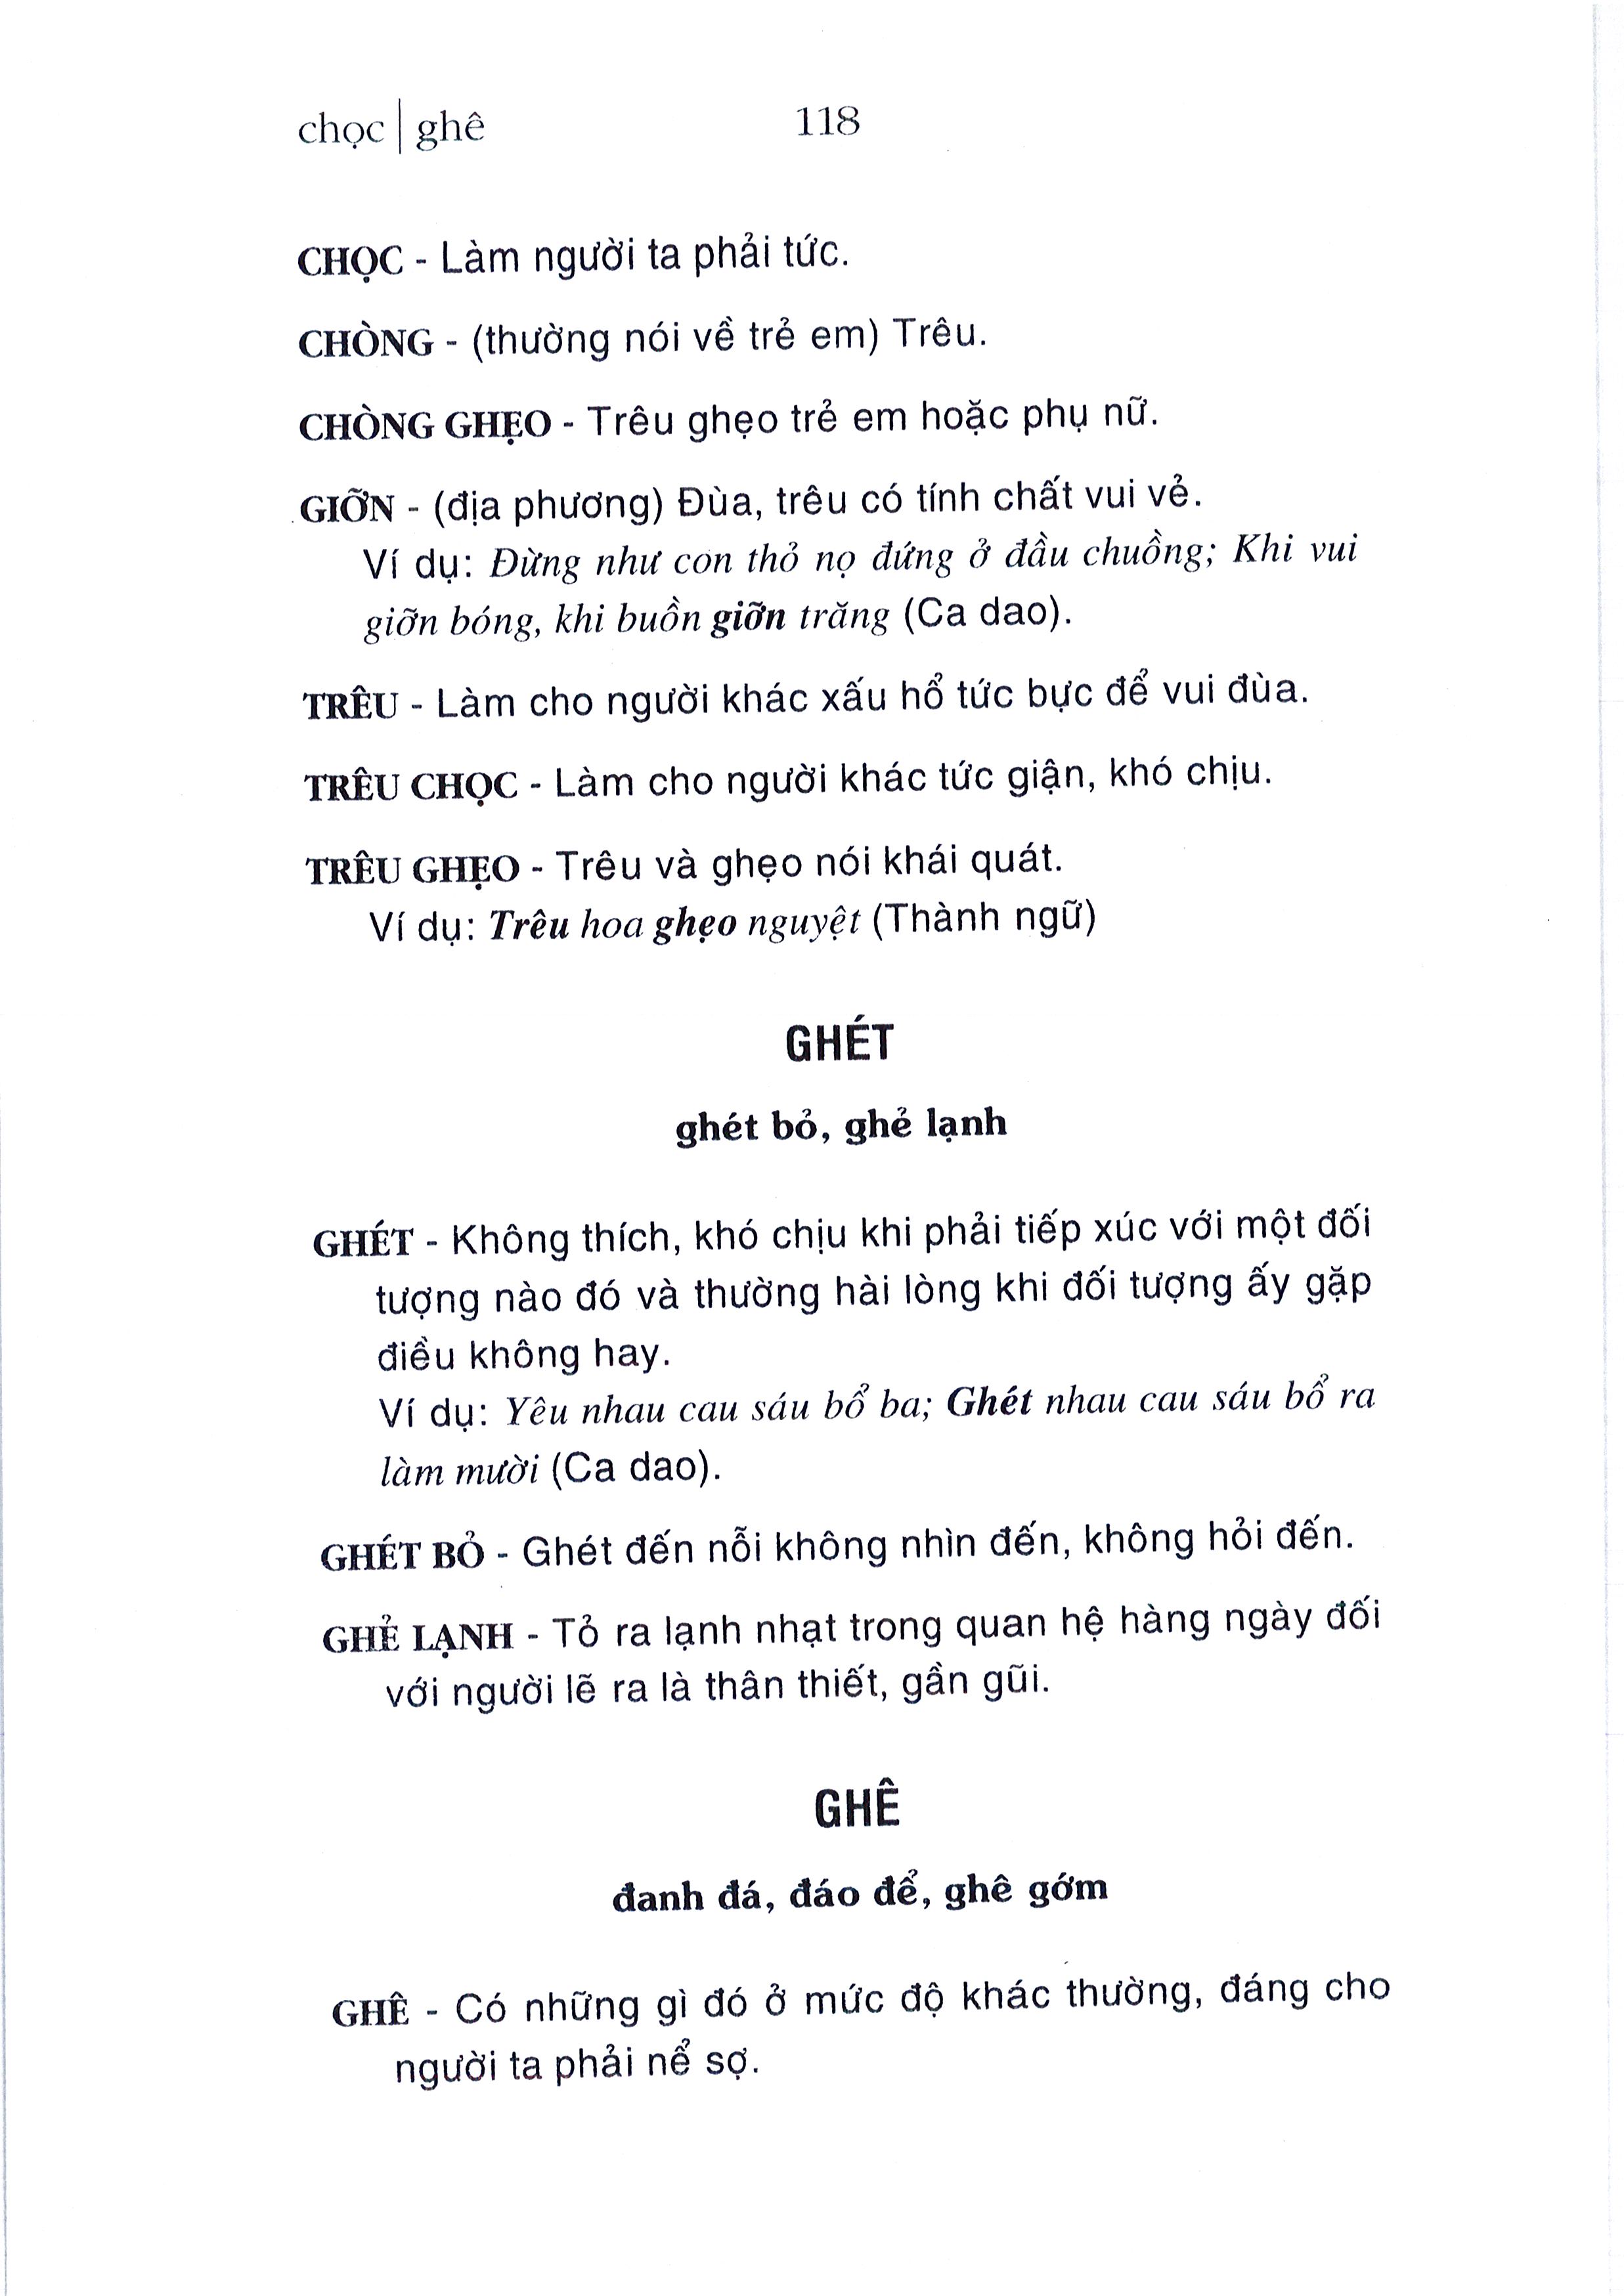 chọc | ghê 118
CHỌC - Làm người ta phải tức.
CHÒNG - (thường nói về trẻ em) Trêu.
CHÒNG GHẸO - Trêu ghẹo trẻ em hoặc phụ nữ.
GIỠN - (địa phương) Đùa, trêu có tính chất vui vẻ.
Ví dụ: Đừng như con thỏ nọ đứng ở đầu chuồng; Khi vui
giỡn bóng, khi buồn giỡn trăng (Ca dao).
TRÊU - Làm cho người khác xấu hổ tức bực để vui đùa.
TRÊU CHỌC - Làm cho người khác tức giận, khó chịu.
TRÊU GHẸO - Trêu và ghẹo nói khái quát.
Ví dụ: Trêu hoa ghẹo nguyệt (Thành ngữ)
GHÉT
ghét bỏ, ghẻ lạnh
GHÉT - Không thích, khó chịu khi phải tiếp xúc với một đối
tượng nào đó và thường hài lòng khi đối tượng ấy gặp
điều không hay.
Ví dụ: Yêu nhau cau sáu bổ ba; Ghét nhau cau sáu bổ ra
làm mười (Ca dao).
GHÉT BỎ - Ghét đến nỗi không nhìn đến, không hỏi đến.
GHẺ LẠNH - Tỏ ra lạnh nhạt trong quan hệ hàng ngày đối
với người lẽ ra là thân thiết, gần gũi.
GHÊ
đanh đá, đáo để, ghê gớm
GHÊ - Có những gì đó ở mức độ khác thường, đáng cho
người ta phải nể sợ.